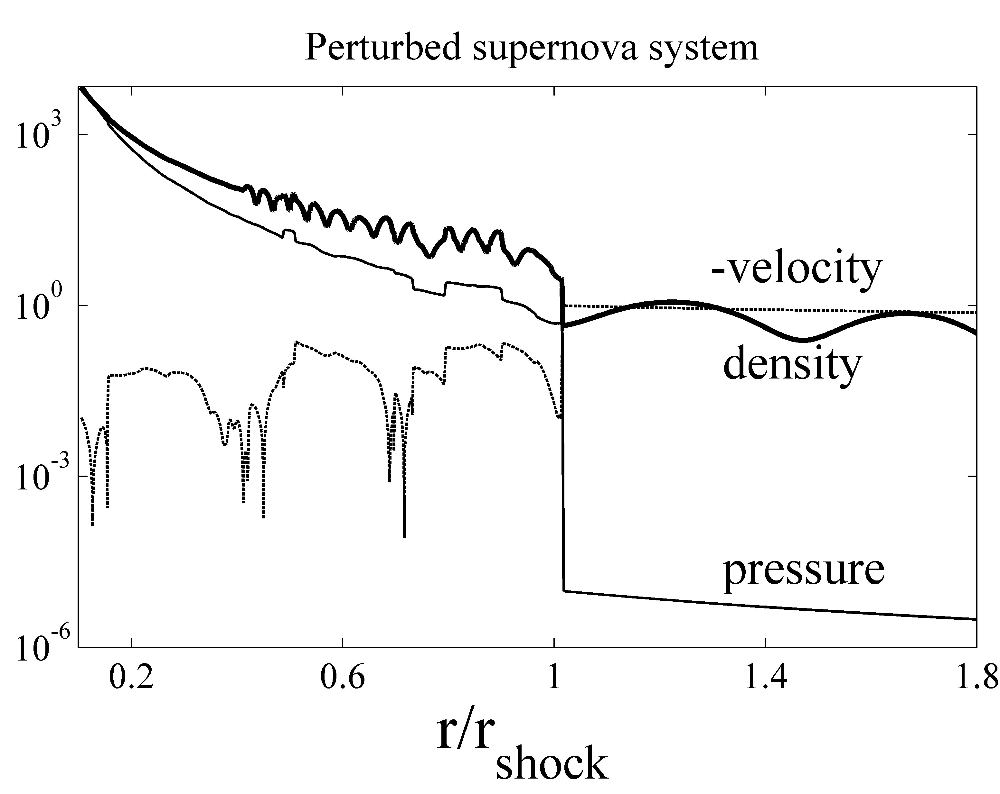 Perturbed supernova system
10^3
10^0
10^-3
10^-6
-velocity
density
pressure
0.2 0.6 1 1.4 1.8
r/r_shock